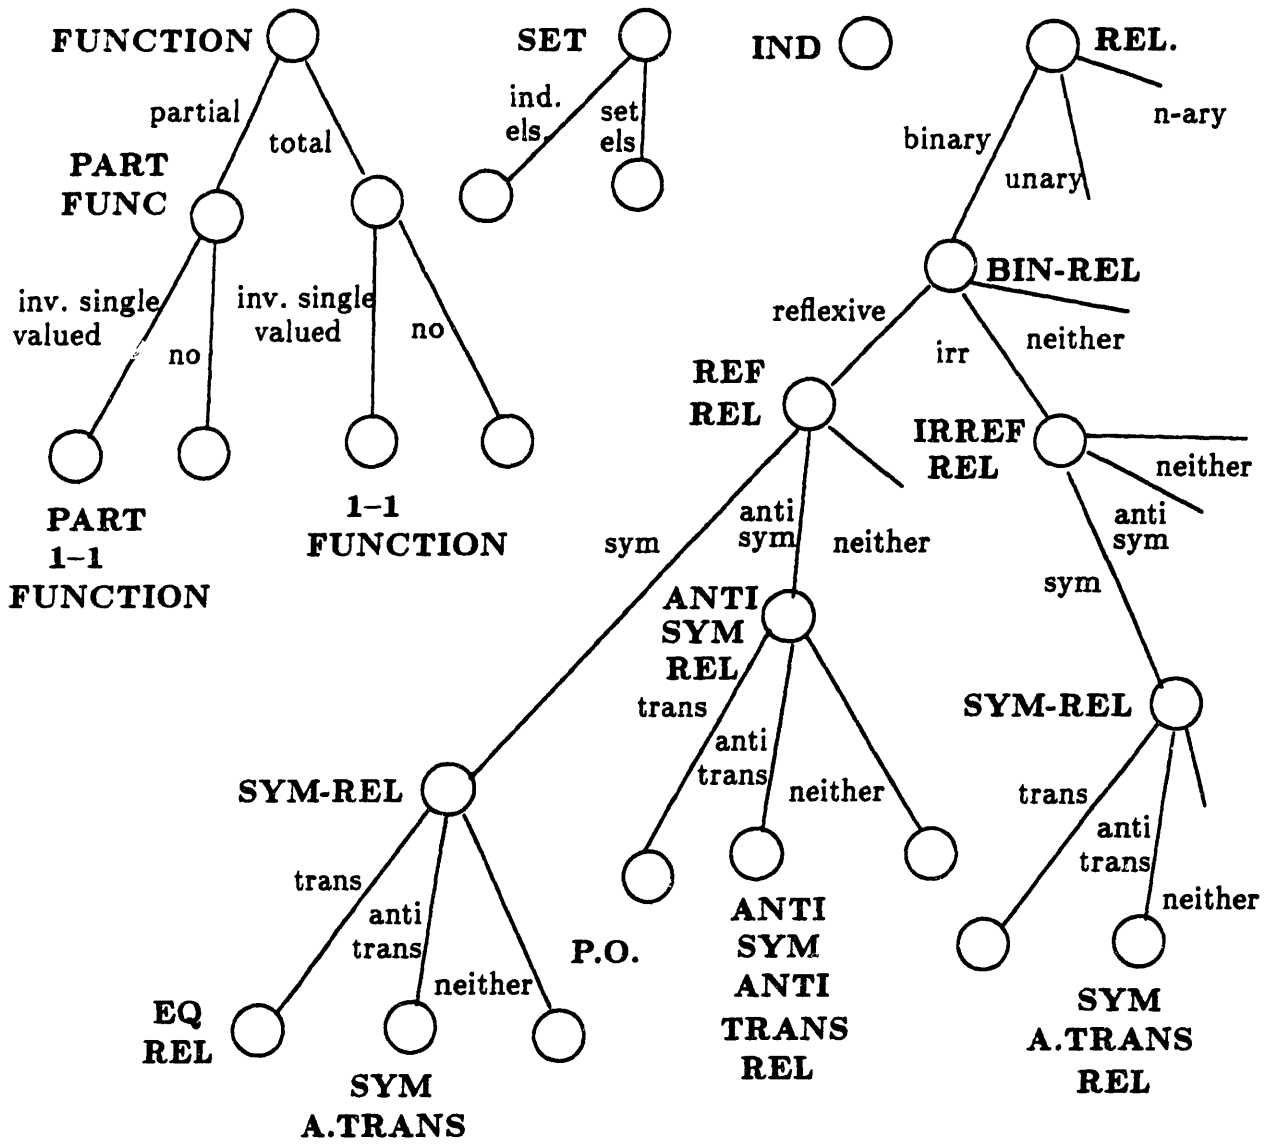 FUNCTION
SET
IND
REL.
partial
total
ind.
els.
set
els
binary
unary
n-ary
PART
FUNC
BIN-REL
inv. single
valued
no
inv. single
valued
no
reflexive
irr
neither
REF
REL
IRREF
REL
neither
anti
sym
sym
PART
1-1
FUNCTION
1-1
FUNCTION
sym
anti
sym
neither
ANTI
SYM
REL
SYM-REL
trans
anti
trans
neither
SYM-REL
trans
anti
trans
neither
trans
anti
trans
neither
P.O.
ANTI
SYM
ANTI
TRANS
REL
SYM
A.TRANS
REL
EQ
REL
SYM
A.TRANS